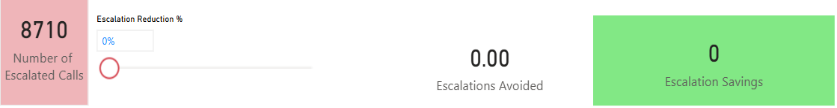 8710
Number of
Escalated Calls
Escalation Reduction %
0%
0.00
Escalations Avoided
0
Escalation Savings